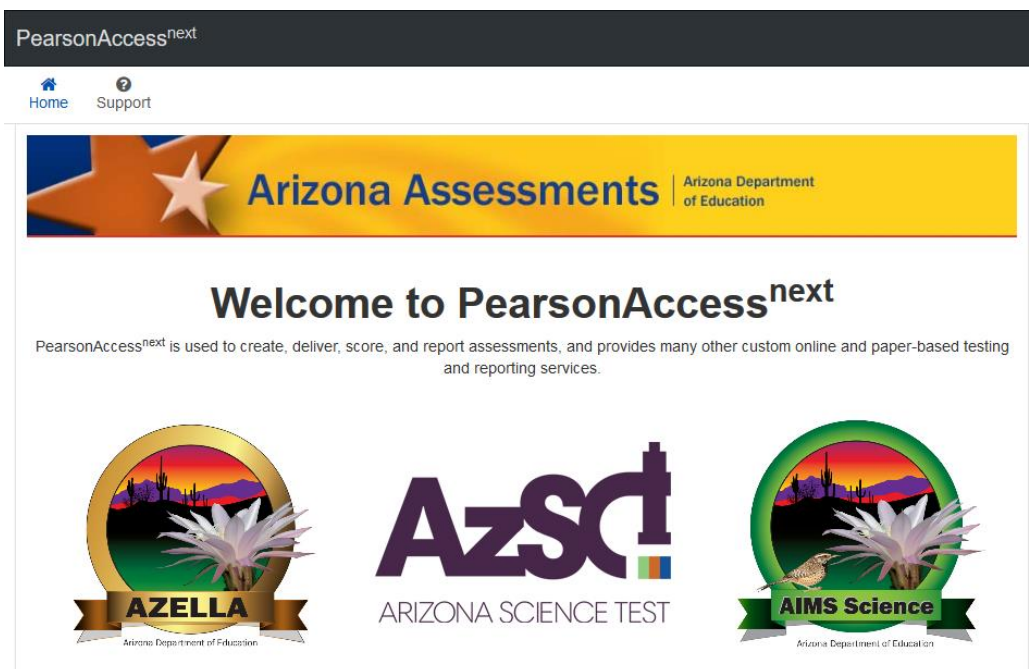 PearsonAccessnext
Home Support
Arizona Assessments Arizona Department
of Education
Welcome to PearsonAccessnext
PearsonAccessnext is used to create, deliver, score, and report assessments, and provides many other custom online and paper-based testing
and reporting services.
AZELLA
Arizona Department of Education
AzSCI
ARIZONA SCIENCE TEST
AIMS Science
Arizona Department of Education